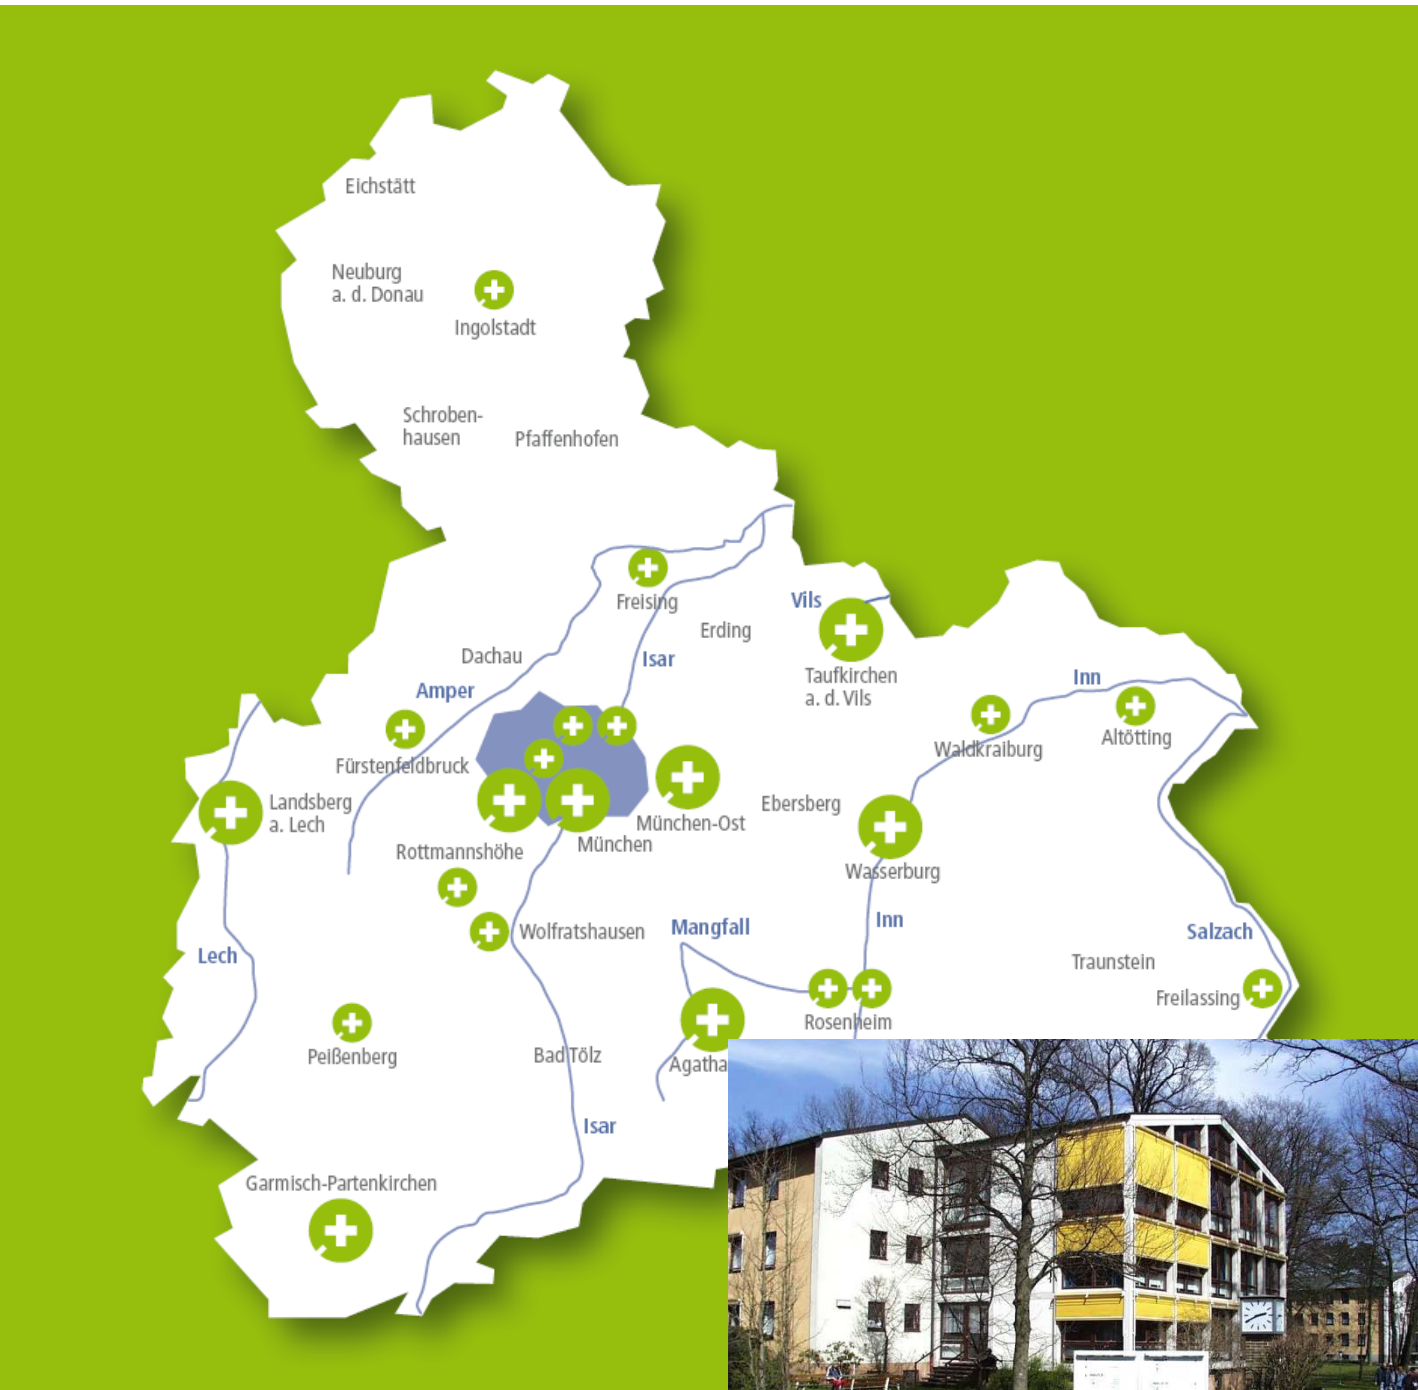 Eichstätt
Neuburg
a. d. Donau
Ingolstadt
Schroben-
hausen
Pfaffenhofen
Freising
Vils
Erding
Isar
Dachau
Taufkirchen
a. d. Vils
Inn
Amper
Waldkraiburg
Altötting
Fürstenfeldbruck
Landsberg
a. Lech
Ebersberg
München-Ost
München
Rottmannshöhe
Wasserburg
Inn
Mangfall
Wolfratshausen
Salzach
Lech
Traunstein
Freilassing
Rosenheim
Peißenberg
Bad Tölz
Agatha
Isar
Garmisch-Partenkirchen